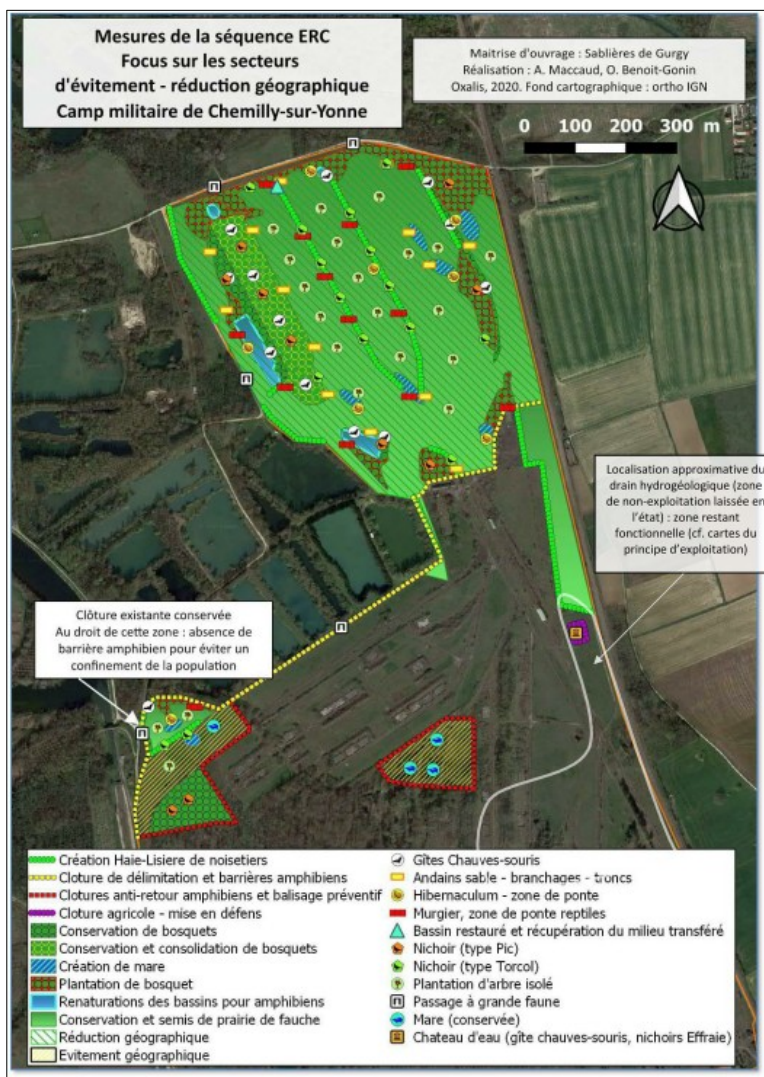 Mesures de la séquence ERC
Focus sur les secteurs
d'évitement - réduction géographique
Camp militaire de Chemilly-sur-Yonne
Maitrise d'ouvrage : Sablières de Gurgy
Réalisation : A. Maccaud, O. Benoit-Gonin
Oxalis, 2020. Fond cartographique : ortho IGN
0 100 200 300 m
Localisation approximative du
drain hydrogéologique (zone
de non-exploitation laissée en
l'état) : zone restant
fonctionnelle (cf. cartes du
principe d'exploitation)
Clôture existante conservée
Au droit de cette zone : absence de
barrière amphibien pour éviter un
confinement de la population
Création Haie-Lisiere de noisetiers
Cloture de délimitation et barrières amphibiens
Clotures anti-retour amphibiens et balisage préventif
Cloture agricole - mise en défens
Conservation de bosquets
Conservation et consolidation de bosquets
Création de mare
Plantation de bosquet
Renaturations des bassins pour amphibiens
Conservation et semis de prairie de fauche
Réduction géographique
Evitement géographique
Gîtes Chauves-souris
Andains sable - branchages - troncs
Hibernaculum - zone de ponte
Murgier, zone de ponte reptiles
Bassin restauré et récupération du milieu transféré
Nichoir (type Pic)
Nichoir (type Torcol)
Plantation d'arbre isolé
Passage à grande faune
Mare (conservée)
Chateau d'eau (gîte chauves-souris, nichoirs Effraie)